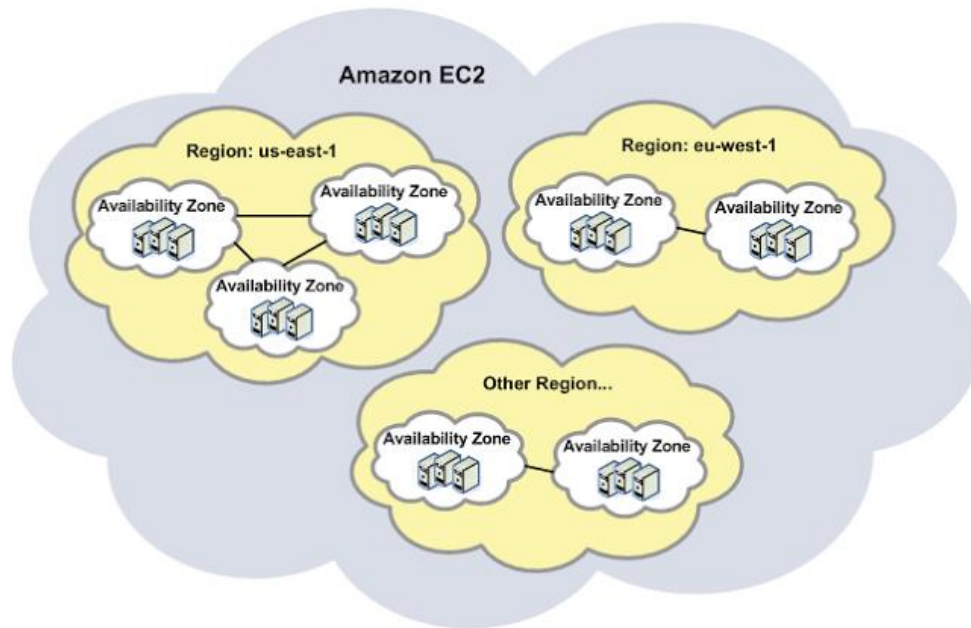 Amazon EC2
Region: us-east-1
Availability Zone
Availability Zone
Availability Zone
Region: eu-west-1
Availability Zone
Availability Zone
Other Region...
Availability Zone
Availability Zone